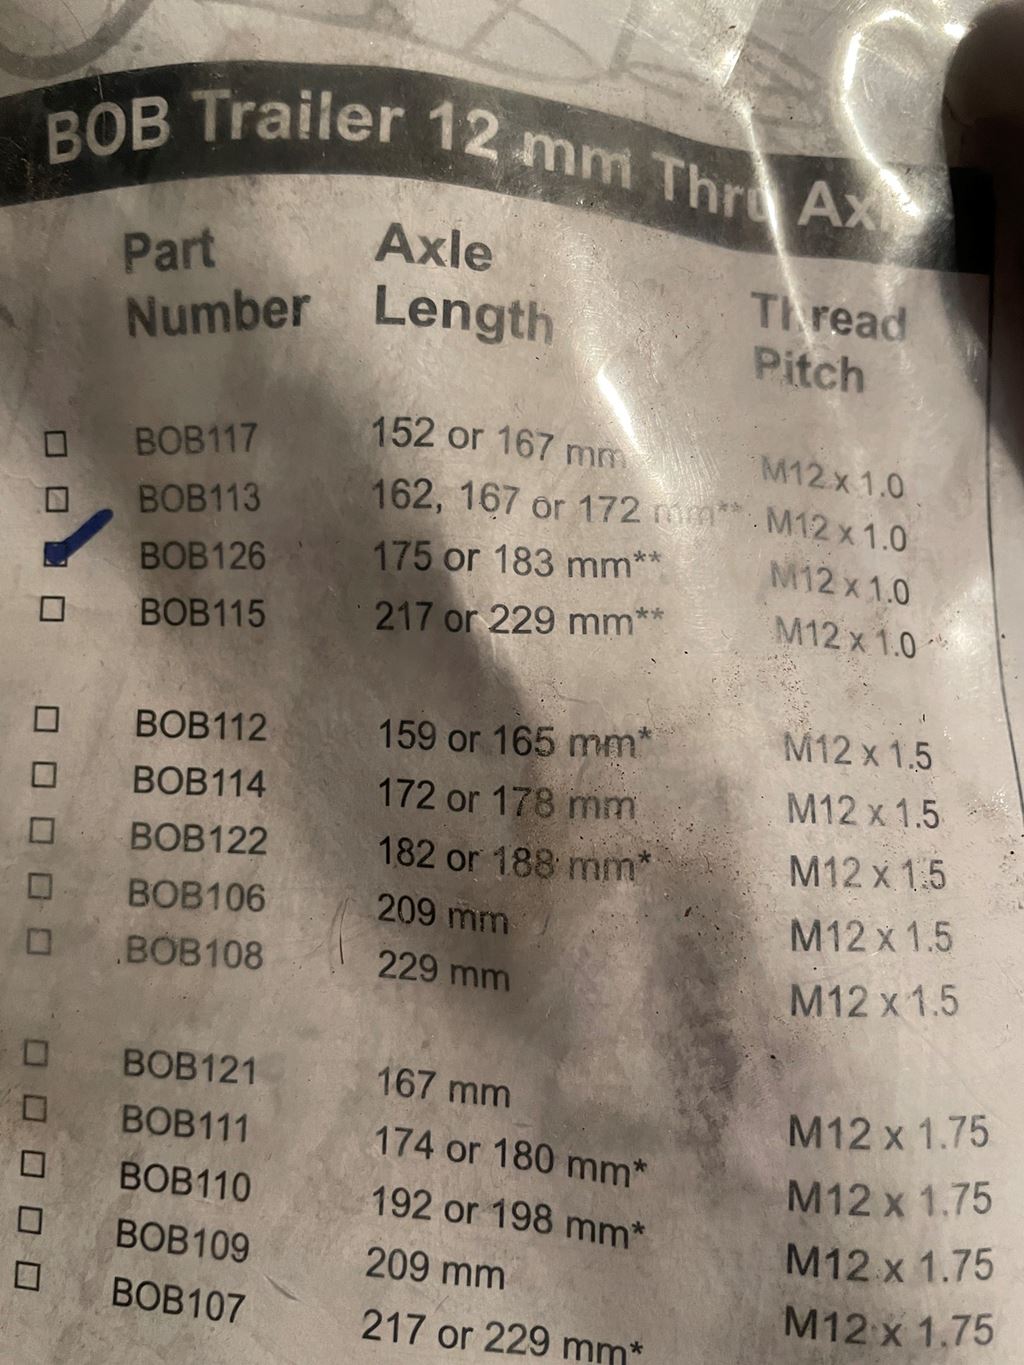 BOB Trailer 12 mm Thru
Part Number Axle Length Thread Pitch
BOB117 152 or 167 mm M12 x 1.0
BOB113 162, 167 or 172 mm** M12 x 1.0
BOB126 175 or 183 mm** M12 x 1.0
BOB115 217 or 229 mm** M12 x 1.0
BOB112 159 or 165 mm* M12 x 1.5
BOB114 172 or 178 mm M12 x 1.5
BOB122 182 or 188 mm* M12 x 1.5
BOB106 209 mm M12 x 1.5
BOB108 229 mm M12 x 1.5
BOB121 167 mm M12 x 1.75
BOB111 174 or 180 mm* M12 x 1.75
BOB110 192 or 198 mm* M12 x 1.75
BOB109 209 mm M12 x 1.75
BOB107 217 or 229 mm*